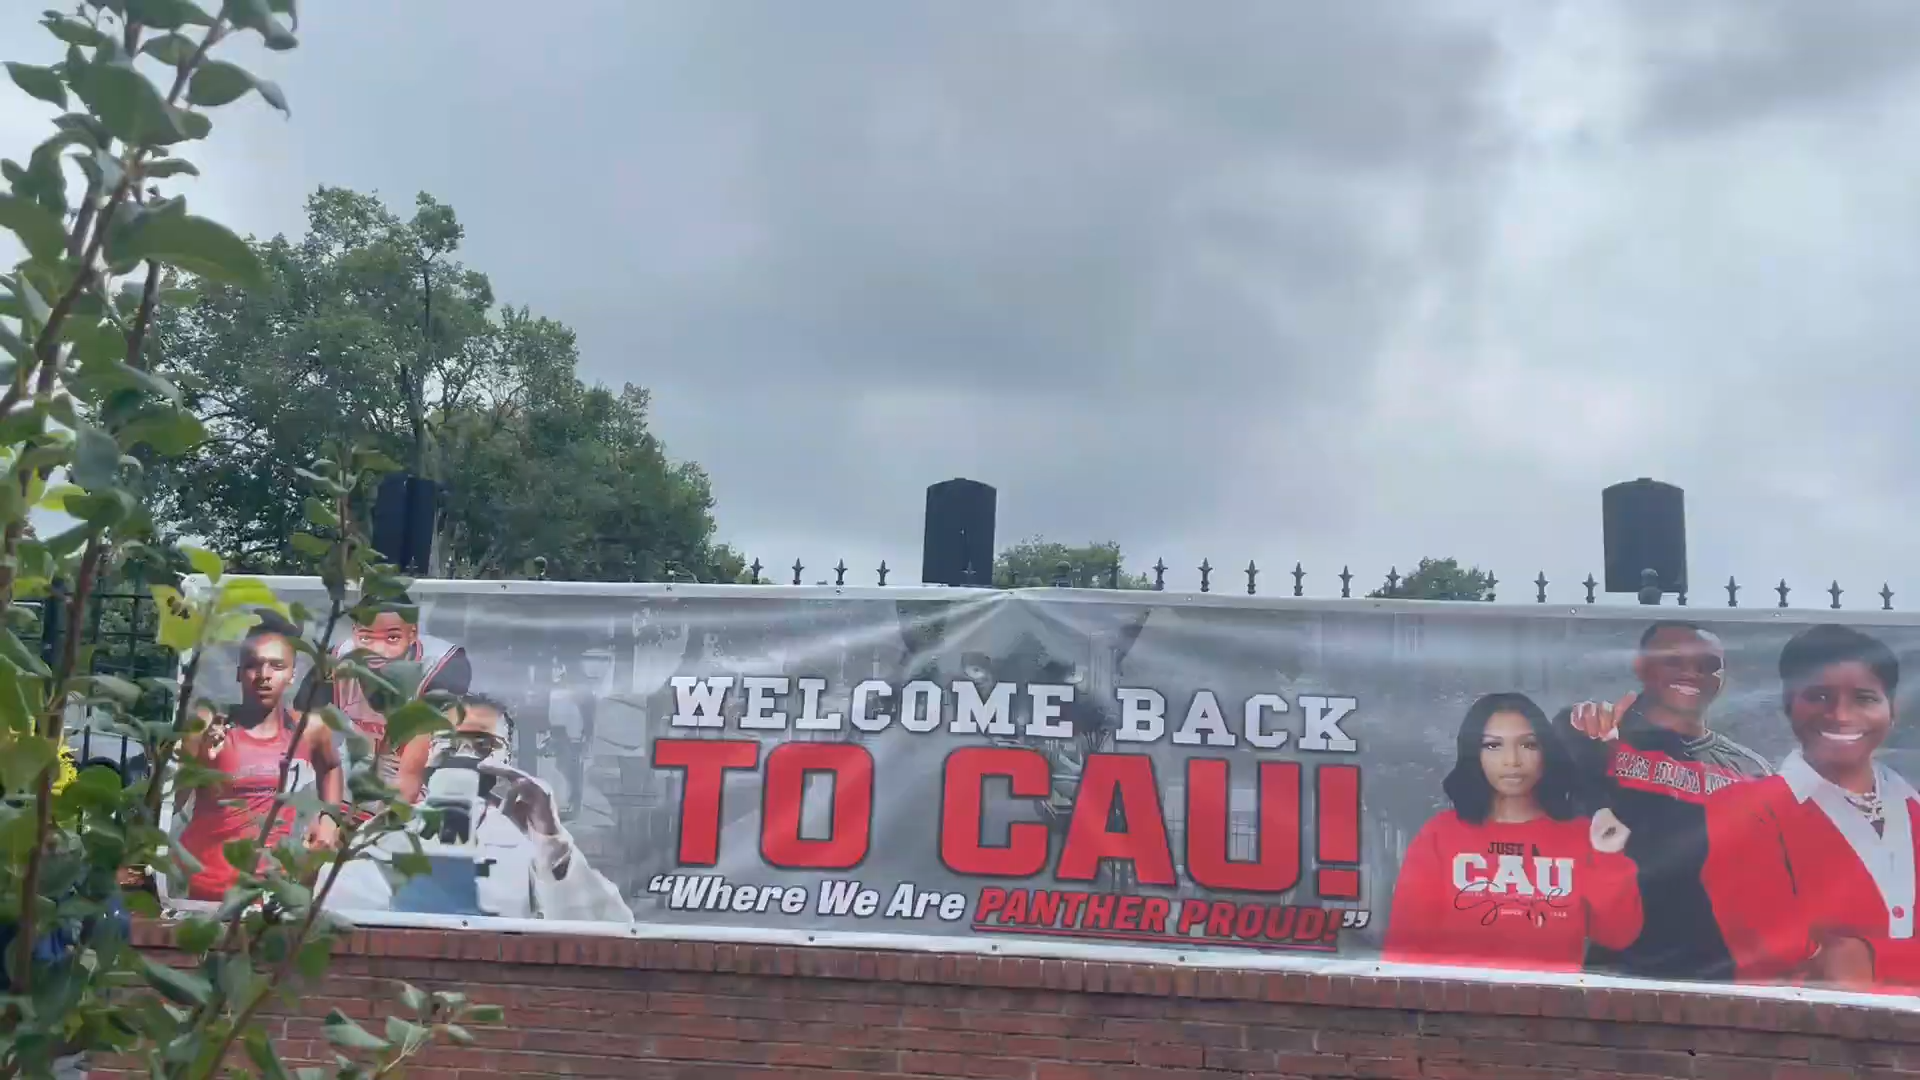 WELCOME BACK
TO CAU!
“Where We Are PANTHER PROUD!”
JUST A
CAU